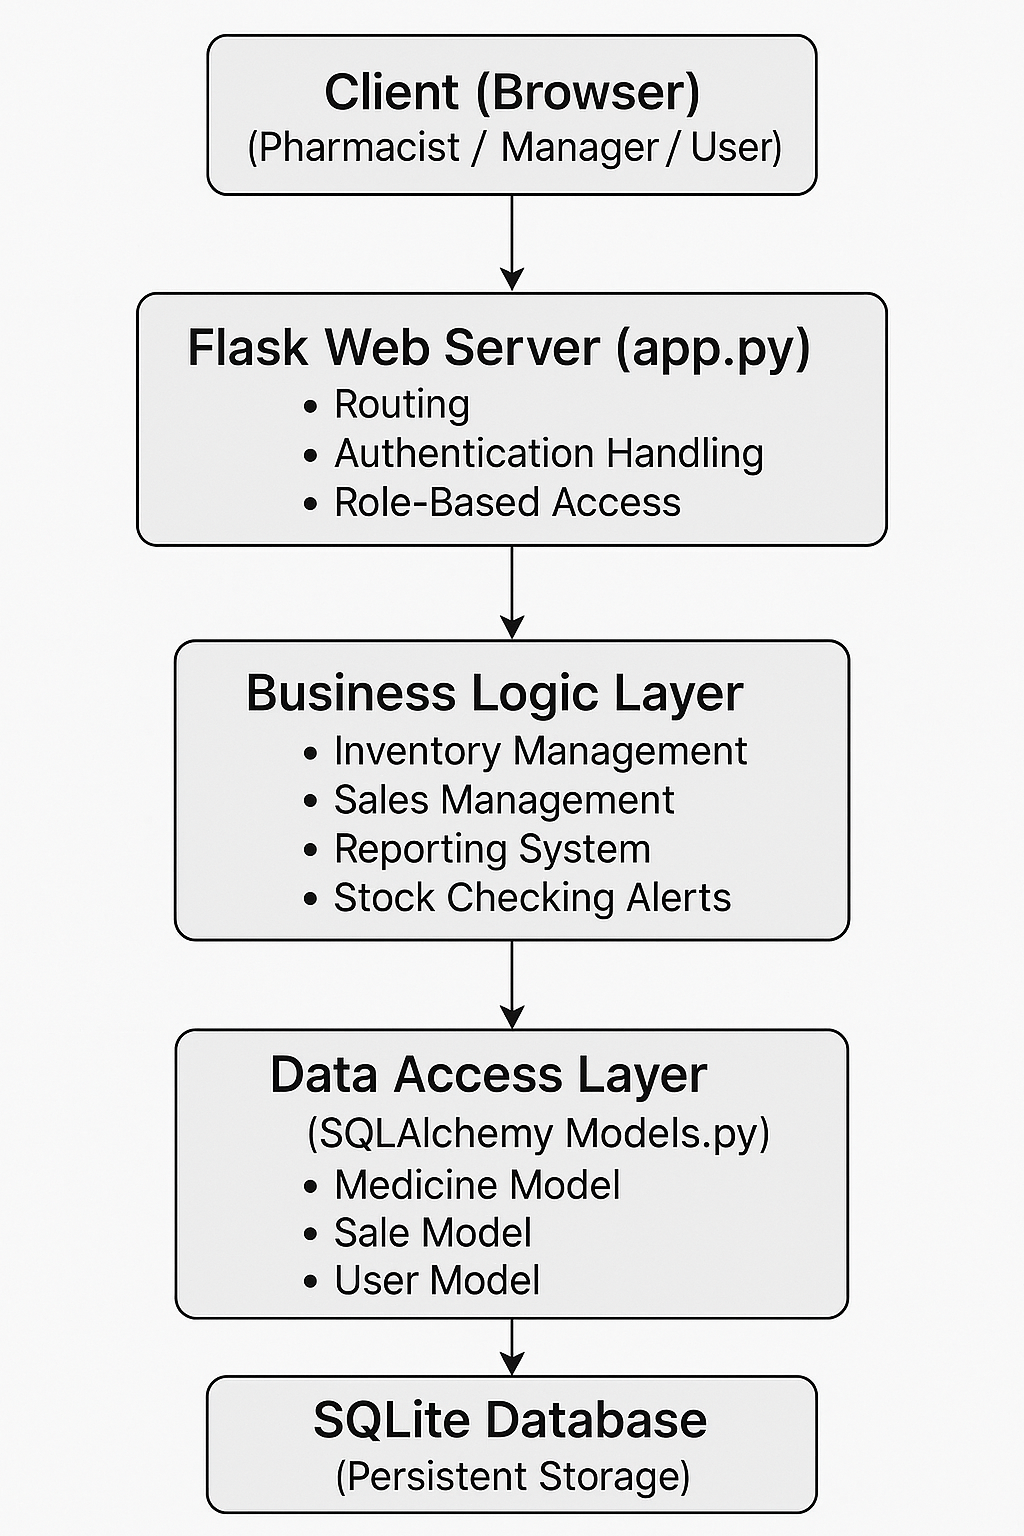 Client (Browser)
(Pharmacist / Manager / User)
Flask Web Server (app.py)
• Routing
• Authentication Handling
• Role-Based Access
Business Logic Layer
• Inventory Management
• Sales Management
• Reporting System
• Stock Checking Alerts
Data Access Layer
(SQLAlchemy Models.py)
• Medicine Model
• Sale Model
• User Model
SQLite Database
(Persistent Storage)